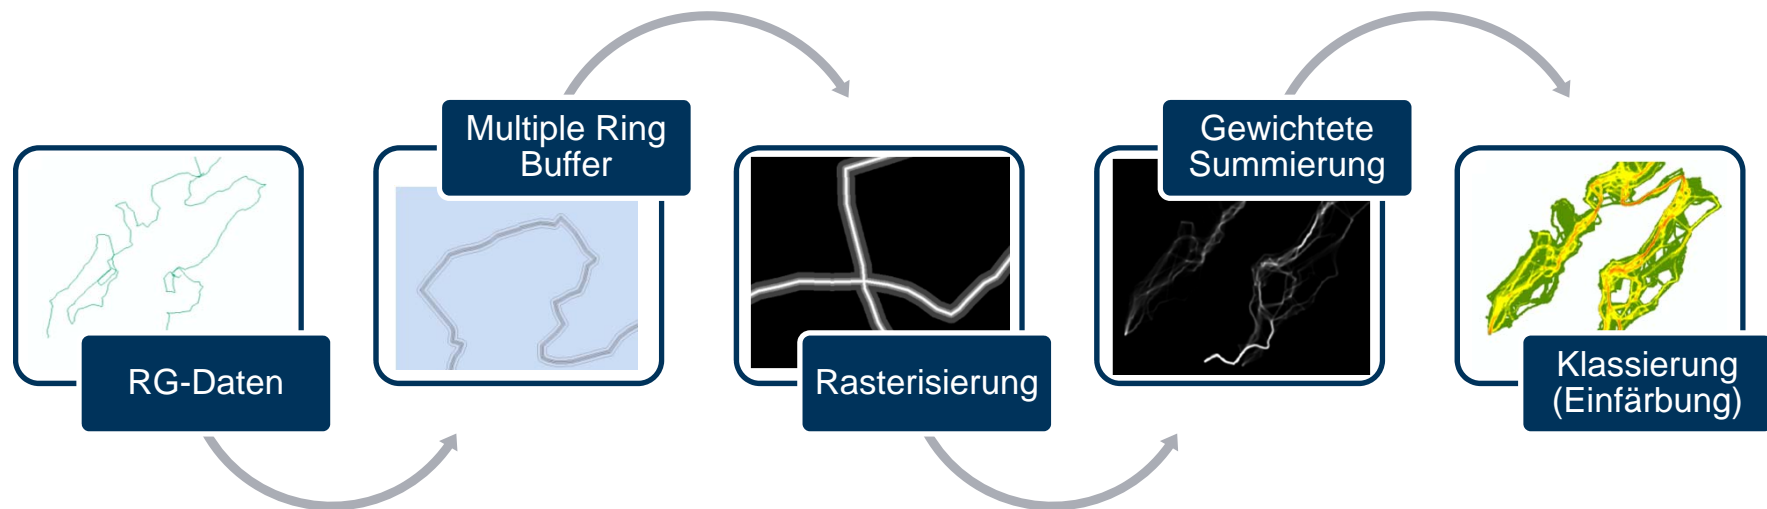 RG-Daten
Multiple Ring
Buffer
Rasterisierung
Gewichtete
Summierung
Klassierung
(Einfärbung)